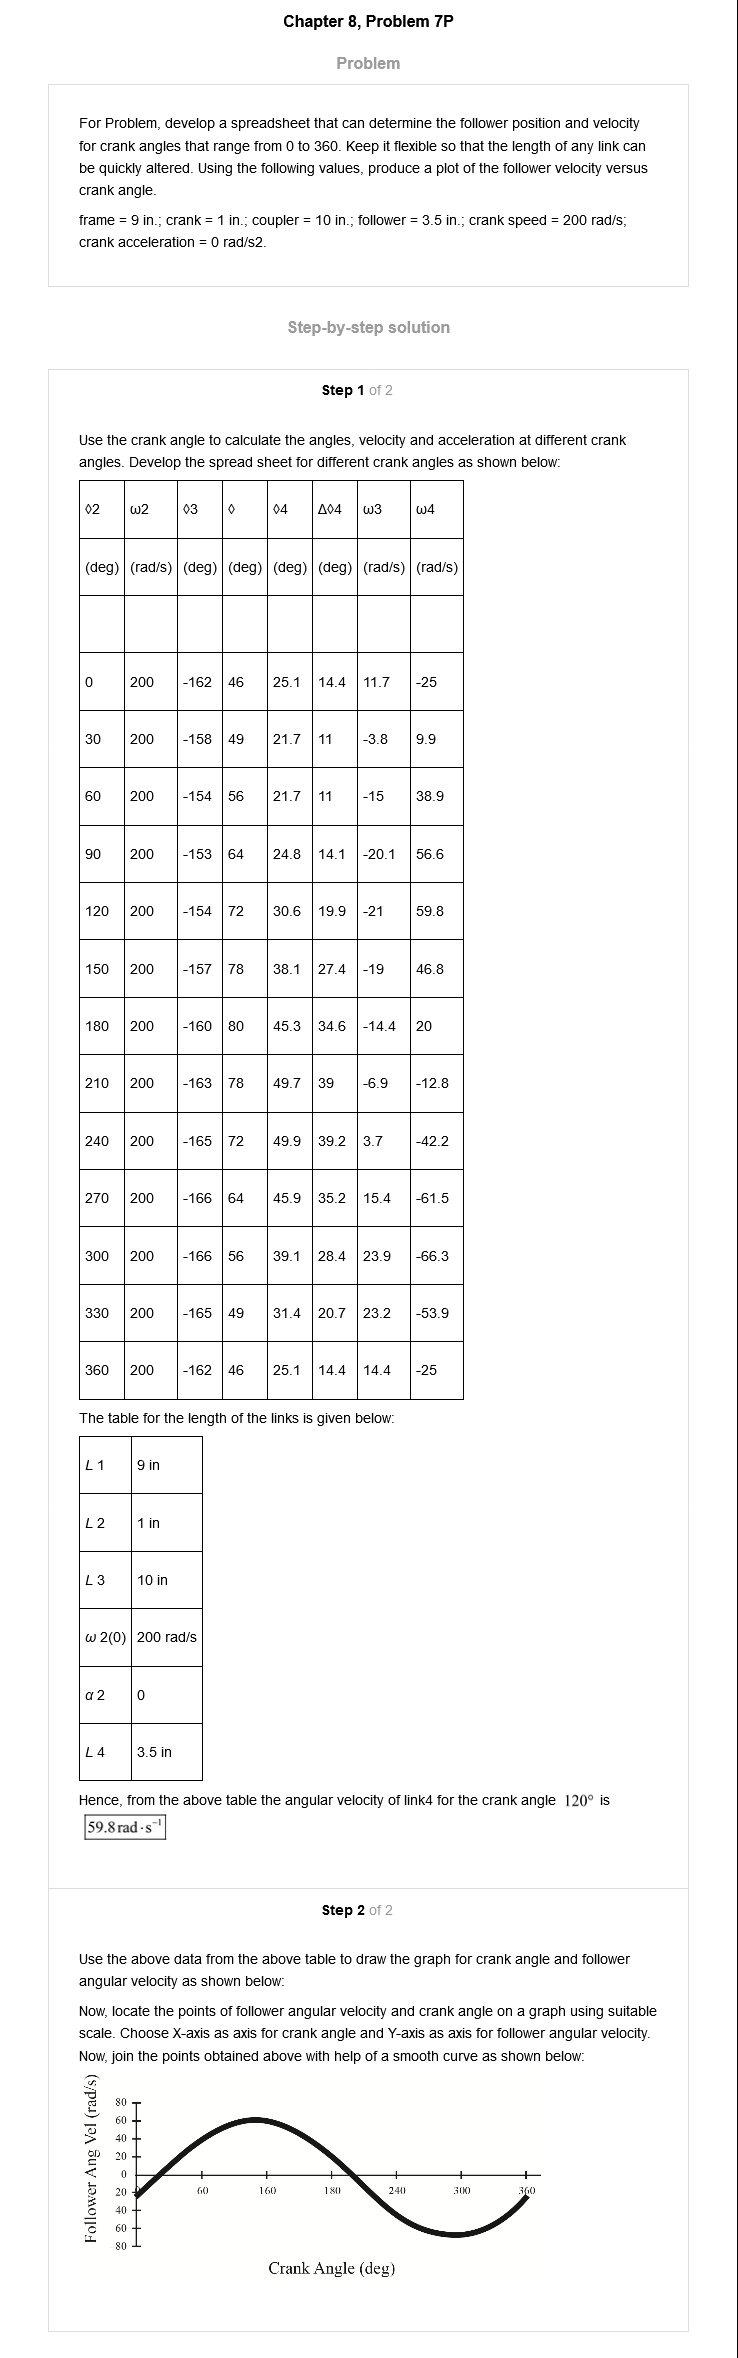 Chapter 8, Problem 7P
Problem
For Problem, develop a spreadsheet that can determine the follower position and velocity
for crank angles that range from 0 to 360. Keep it flexible so that the length of any link can
be quickly altered. Using the following values, produce a plot of the follower velocity versus
crank angle.
frame = 9 in.; crank = 1 in.; coupler = 10 in.; follower = 3.5 in.; crank speed = 200 rad/s;
crank acceleration = 0 rad/s2.
Step-by-step solution
Step 1 of 2
Use the crank angle to calculate the angles, velocity and acceleration at different crank
angles. Develop the spread sheet for different crank angles as shown below:
◊2 ω2 ◊3 ◊ ◊4 Δ◊4 ω3 ω4
(deg) (rad/s) (deg) (deg) (deg) (deg) (rad/s) (rad/s)
0 200 -162 46 25.1 14.4 11.7 -25
30 200 -158 49 21.7 11 -3.8 9.9
60 200 -154 56 21.7 11 -15 38.9
90 200 -153 64 24.8 14.1 -20.1 56.6
120 200 -154 72 30.6 19.9 -21 59.8
150 200 -157 78 38.1 27.4 -19 46.8
180 200 -160 80 45.3 34.6 -14.4 20
210 200 -163 78 49.7 39 -6.9 -12.8
240 200 -165 72 49.9 39.2 3.7 -42.2
270 200 -166 64 45.9 35.2 15.4 -61.5
300 200 -166 56 39.1 28.4 23.9 -66.3
330 200 -165 49 31.4 20.7 23.2 -53.9
360 200 -162 46 25.1 14.4 14.4 -25
The table for the length of the links is given below:
L 1 9 in
L 2 1 in
L 3 10 in
ω 2(0) 200 rad/s
α 2 0
L 4 3.5 in
Hence, from the above table the angular velocity of link4 for the crank angle 120° is
59.8 rad·s⁻¹
Step 2 of 2
Use the above data from the above table to draw the graph for crank angle and follower
angular velocity as shown below:
Now, locate the points of follower angular velocity and crank angle on a graph using suitable
scale. Choose X-axis as axis for crank angle and Y-axis as axis for follower angular velocity.
Now, join the points obtained above with help of a smooth curve as shown below:
Follower Ang Vel (rad/s)
80
60
40
20
0
20
40
60
80
60 160 180 240 300 360
Crank Angle (deg)